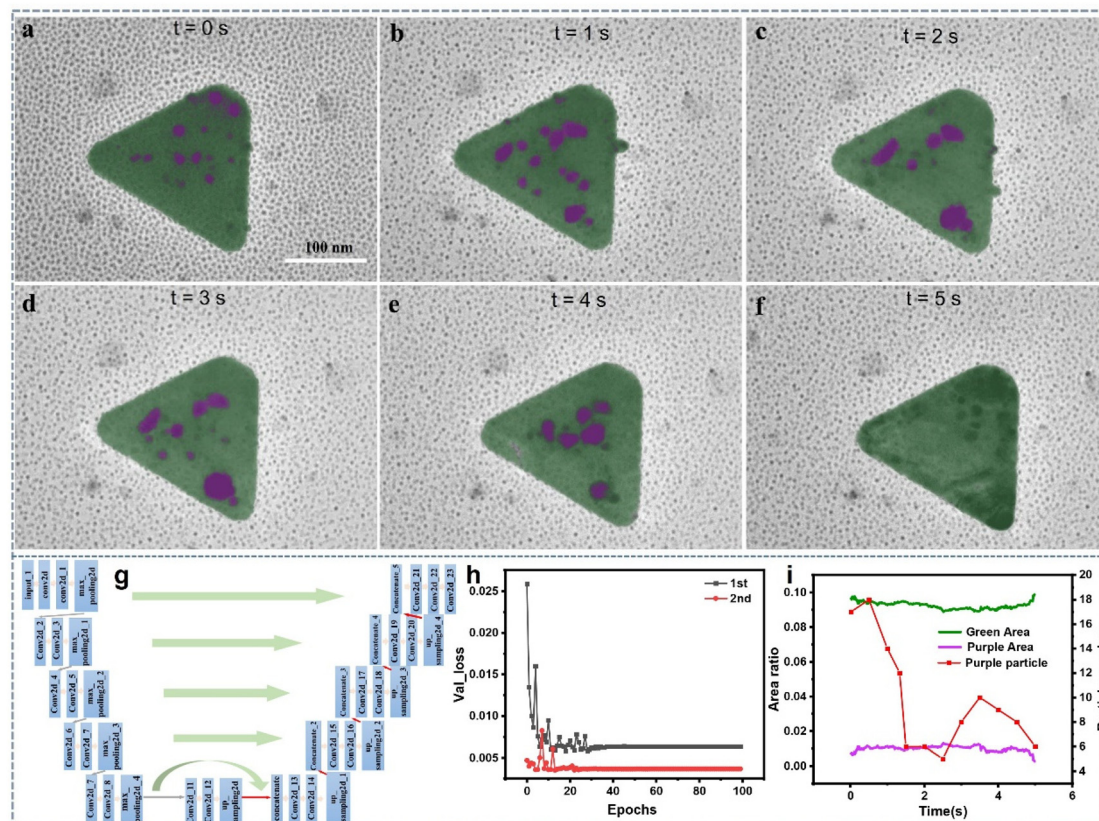 a
t = 0 s
100 nm
b
t = 1 s
c
t = 2 s
d
t = 3 s
e
t = 4 s
f
t = 5 s
g
input_1
conv2d
conv2d_1
max_
pooling2d
Conv2d_2
Conv2d_3
max_
pooling2d_1
Conv2d_4
Conv2d_5
max_
pooling2d_2
Conv2d_6
Conv2d_7
max_
pooling2d_3
Conv2d_7
Conv2d_8
max_
pooling2d_4
Conv2d_11
Conv2d_12
up_
sampling2d
concatenate
Conv2d_13
Conv2d_14
up_
sampling2d_1
Concatenate_2
Conv2d_15
Conv2d_16
up_
sampling2d_2
Concatenate_3
Conv2d_17
Conv2d_18
up_
sampling2d_3
Concatenate_4
Conv2d_19
Conv2d_20
up_
sampling2d_4
Concatenate_5
Conv2d_21
Conv2d_22
Conv2d_23
h
1st
2nd
Val_loss
0.025
0.020
0.015
0.010
0.005
0 20 40 60 80 100
Epochs
i
Green Area
Purple Area
Purple particle
Area ratio
0.10
0.08
0.06
0.04
0.02
0.00
20
18
16
14
12
10
8
6
4
0 2 4 6
Time(s)